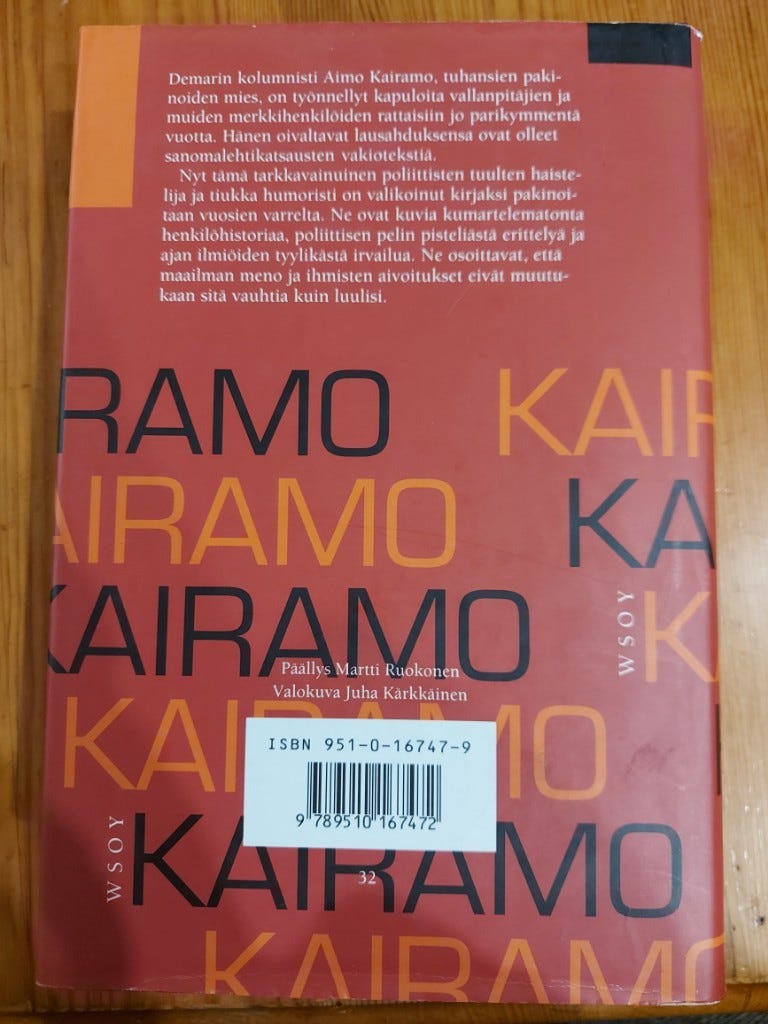 Demarin kolumnisti Aimo Kairamo, tuhansien paki-
noiden mies, on työnnellyt kapuloita vallanpitäjien ja
muiden merkkihenkilöiden rattaisiin jo parikymmentä
vuotta. Hänen oivaltavat lausahduksensa ovat olleet
sanomalehtikatsausten vakiotekstiä.
Nyt tämä tarkkavainuinen poliittisten tuulten haiste-
lija ja tiukka humoristi on valikoinut kirjaksi pakinoi-
taan vuosien varrelta. Ne ovat kuvia kumartelematonta
henkilöhistoriaa, poliittisen pelin pisteliästä erittelyä ja
ajan ilmiöiden tyylikästä irvailua. Ne osoittavat, että
maailman meno ja ihmisten aivoitukset eivät muutu-
kaan sitä vauhtia kuin luulisi.
RAMO KAIR
AIRAMO KA
KAIRAMO K
WSOY
Päällys Martti Ruokonen
Valokuva Juha Kärkkäinen
KAIRAMO
ISBN 951-0-16747-9
9 789510 167472
WSOY
KAIRAMO
32
KAIRAMO